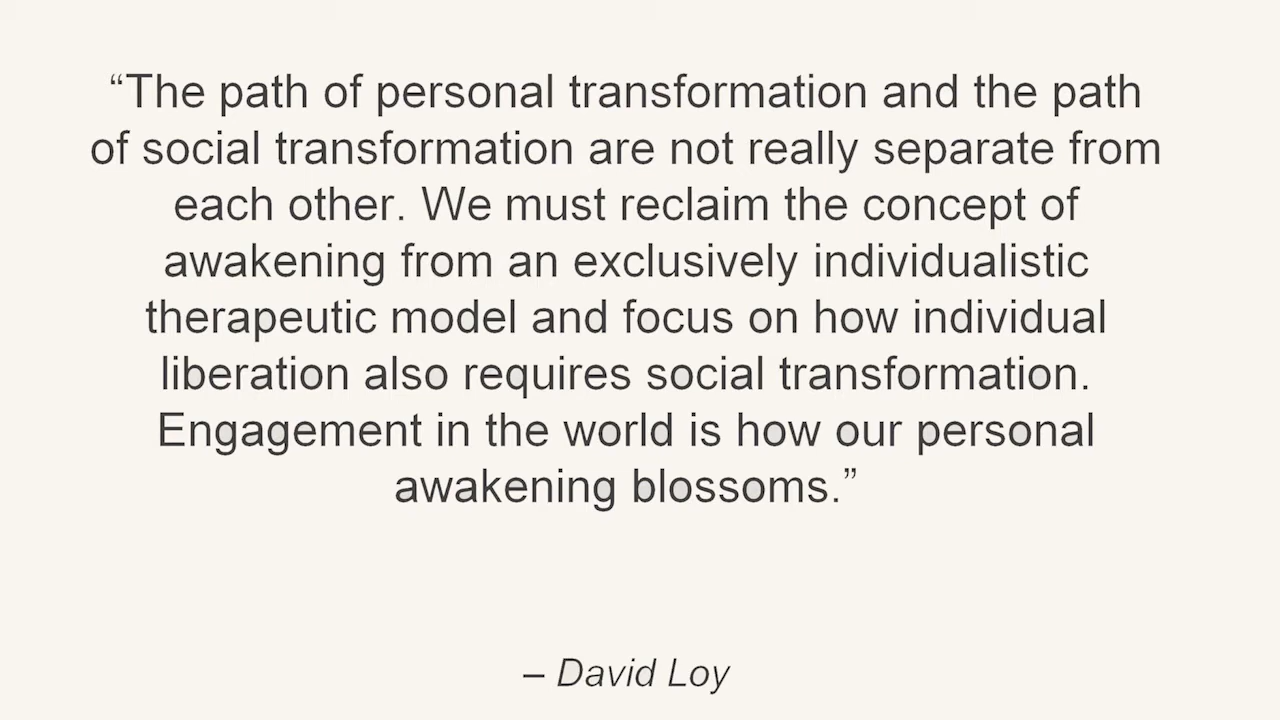 “The path of personal transformation and the path
of social transformation are not really separate from
each other. We must reclaim the concept of
awakening from an exclusively individualistic
therapeutic model and focus on how individual
liberation also requires social transformation.
Engagement in the world is how our personal
awakening blossoms.”
– David Loy